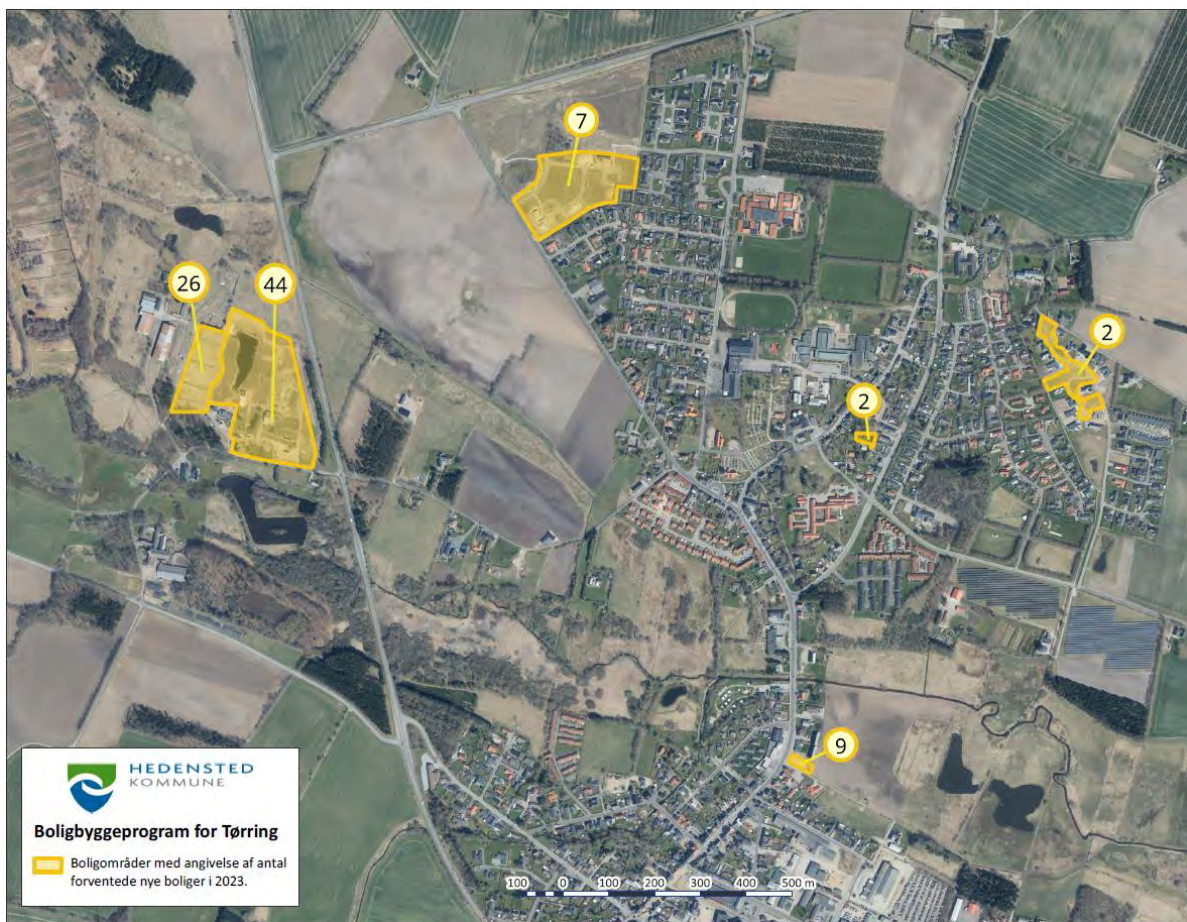 7
26
44
2
2
9
HEDENSTED
KOMMUNE
Boligbyggeprogram for Tørring
Boligområder med angivelse af antal
forventede nye boliger i 2023.
100 0 100 200 300 400 500 m